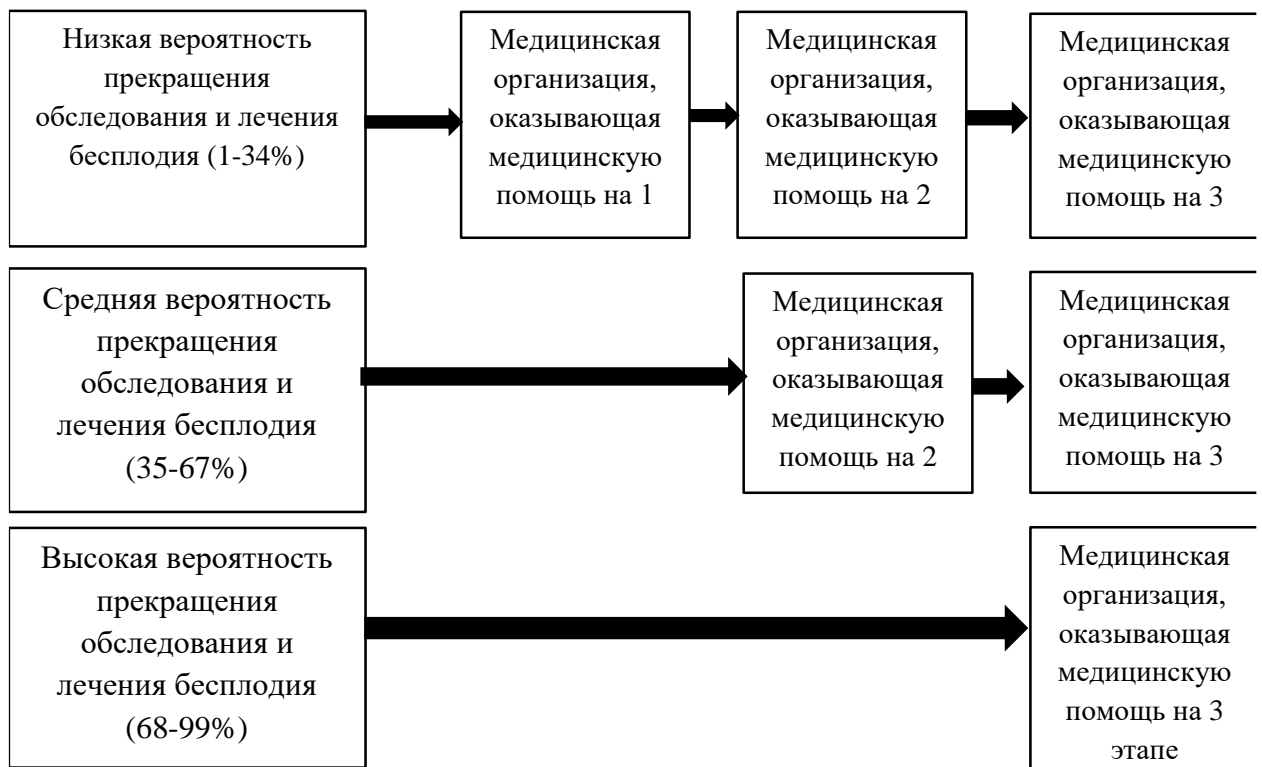 Низкая вероятность
прекращения
обследования и лечения
бесплодия (1-34%)
Медицинская
организация,
оказывающая
медицинскую
помощь на 1
Медицинская
организация,
оказывающая
медицинскую
помощь на 2
Медицинская
организация,
оказывающая
медицинскую
помощь на 3
Средняя вероятность
прекращения
обследования и
лечения бесплодия
(35-67%)
Медицинская
организация,
оказывающая
медицинскую
помощь на 2
Медицинская
организация,
оказывающая
медицинскую
помощь на 3
Высокая вероятность
прекращения
обследования и
лечения бесплодия
(68-99%)
Медицинская
организация,
оказывающая
медицинскую
помощь на 3
этапе